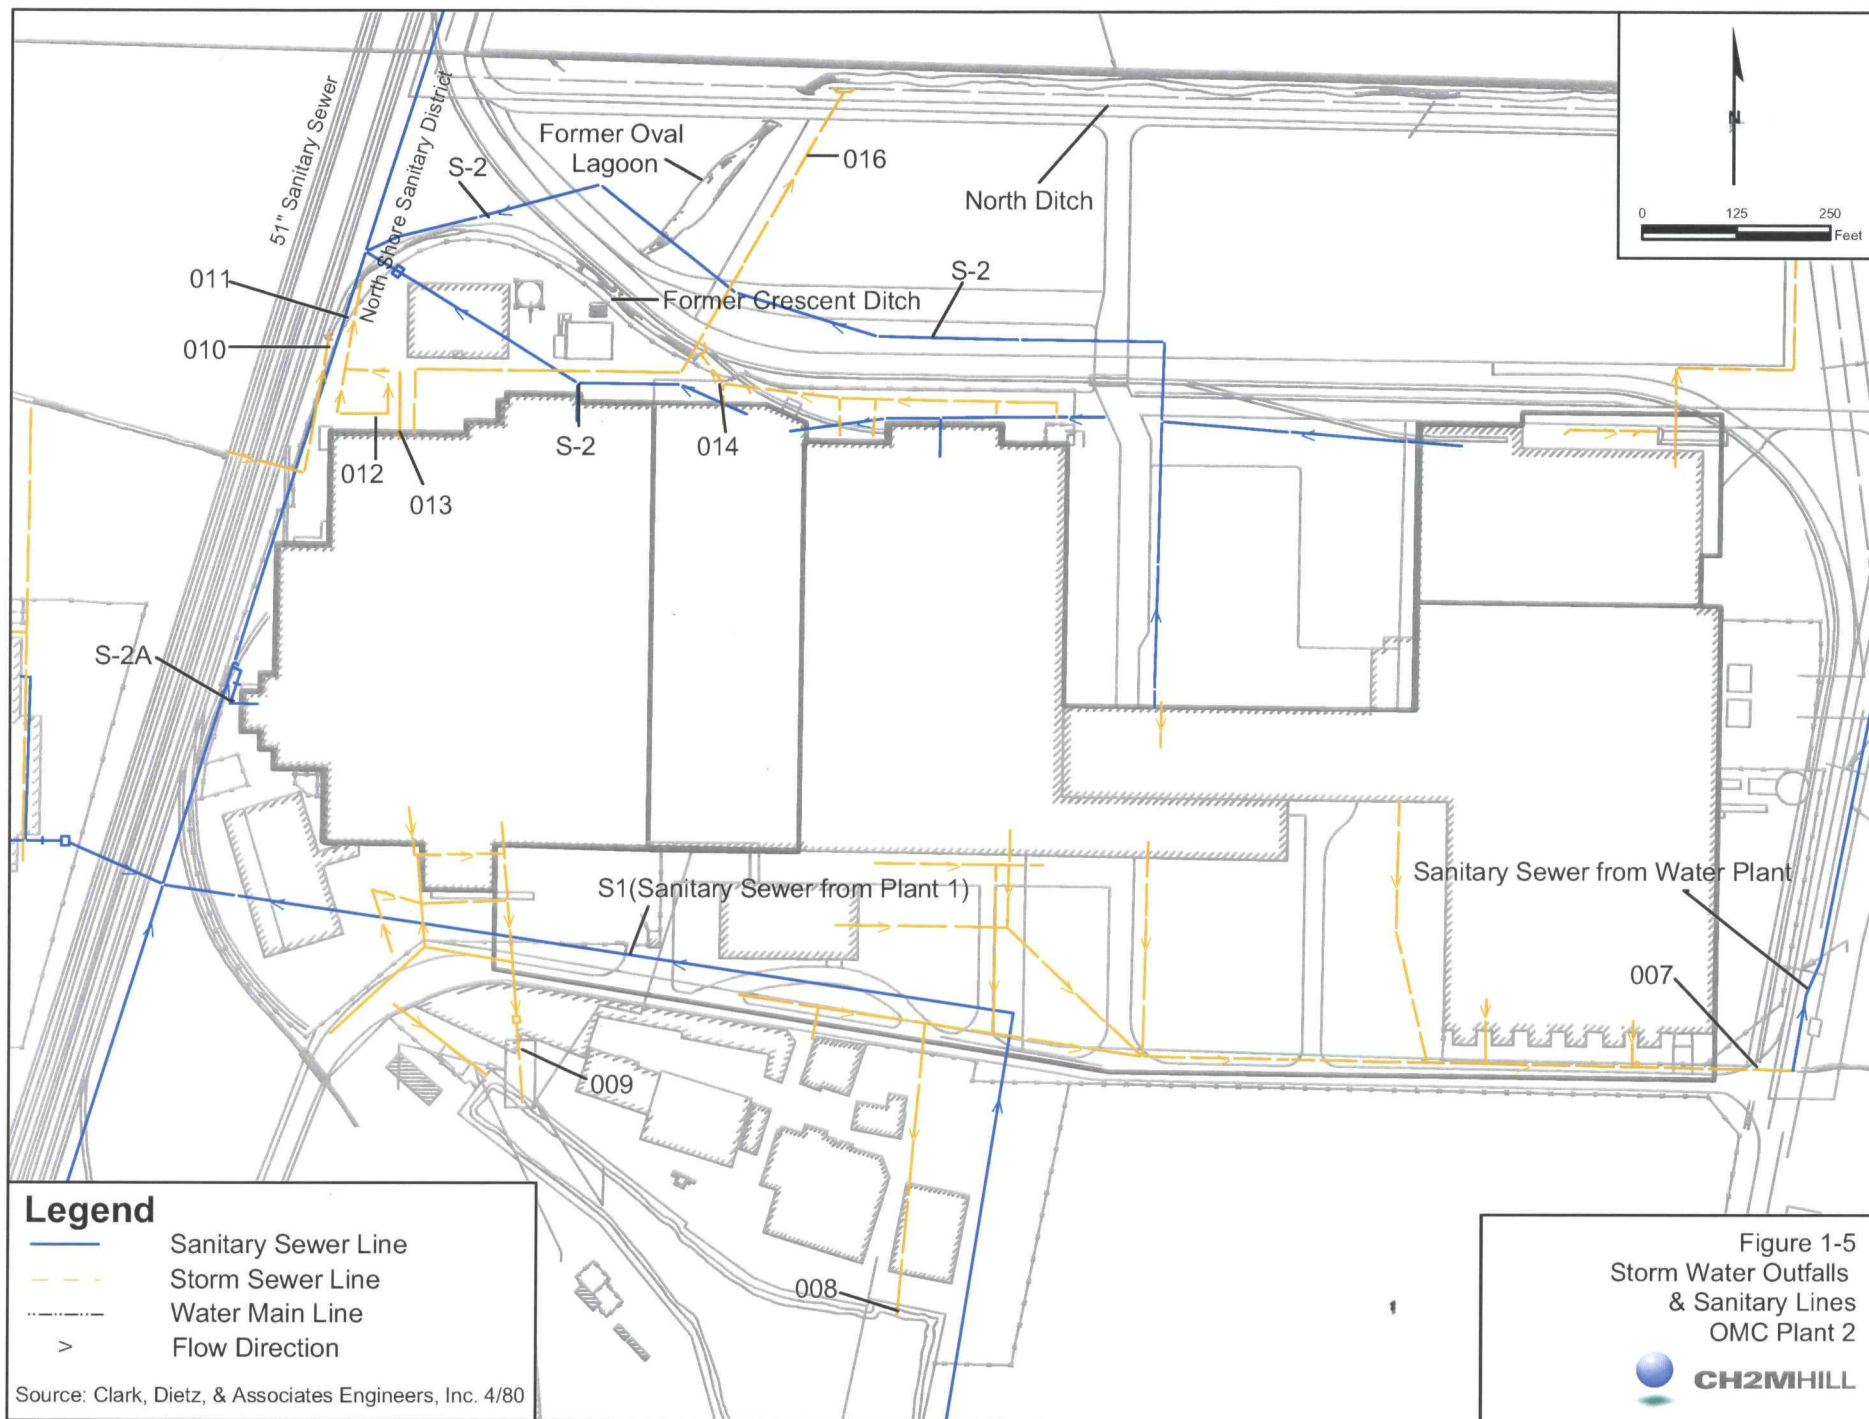 51" Sanitary Sewer
North Shore Sanitary District
S-2
Former Oval
Lagoon
016
North Ditch
N
0 125 250
Feet
011
010
Former Crescent Ditch
S-2
012
013
S-2
014
S-2A
S1(Sanitary Sewer from Plant 1)
Sanitary Sewer from Water Plant
007
009
008
Legend
Sanitary Sewer Line
Storm Sewer Line
Water Main Line
> Flow Direction
Source: Clark, Dietz, & Associates Engineers, Inc. 4/80
Figure 1-5
Storm Water Outfalls
& Sanitary Lines
OMC Plant 2
CH2MHILL